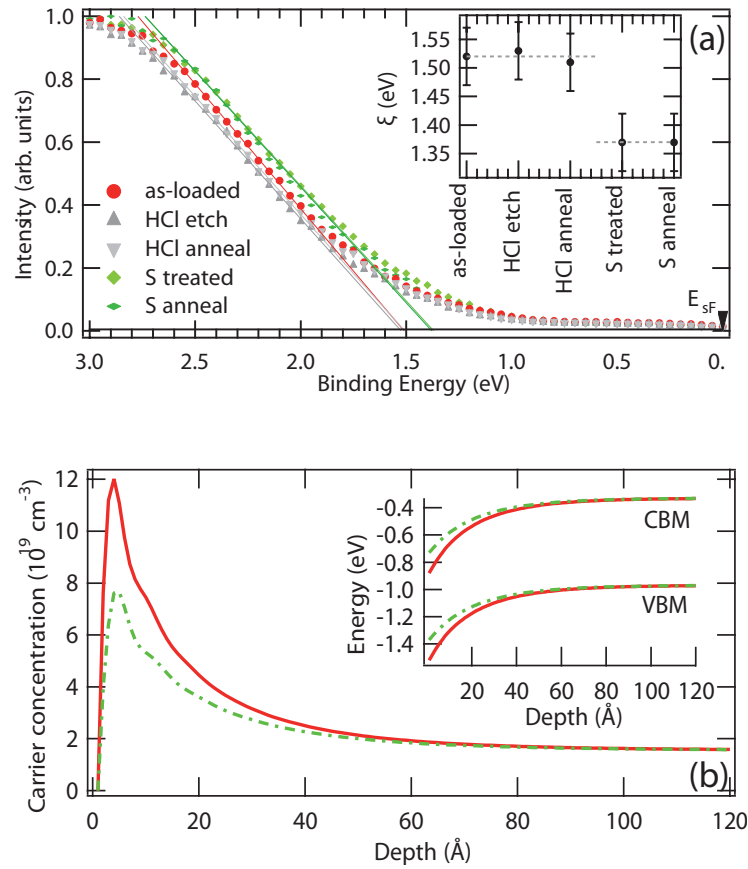 (a)
1.0
0.8
0.6
0.4
0.2
0.0
Intensity (arb. units)
as-loaded
HCl etch
HCl anneal
S treated
S anneal
3.0 2.5 2.0 1.5 1.0 0.5 0.
Binding Energy (eV)
E sF
1.55
1.50
1.45
1.40
1.35
ξ (eV)
as-loaded
HCl etch
HCl anneal
S treated
S anneal
12
10
8
6
4
2
0
Carrier concentration (10¹⁹ cm⁻³)
0 20 40 60 80 100 120
Depth (Å)
(b)
-0.4
-0.6
-0.8
-1.0
-1.2
-1.4
Energy (eV)
CBM
VBM
20 40 60 80 100 120
Depth (Å)